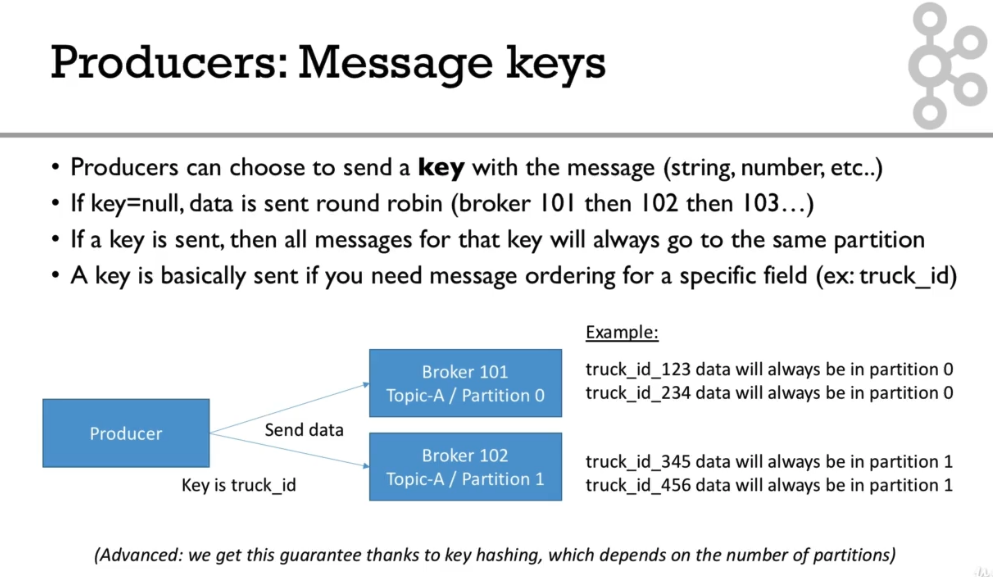 Producers: Message keys
• Producers can choose to send a key with the message (string, number, etc..)
• If key=null, data is sent round robin (broker 101 then 102 then 103…)
• If a key is sent, then all messages for that key will always go to the same partition
• A key is basically sent if you need message ordering for a specific field (ex: truck_id)
Producer
Send data
Key is truck_id
Broker 101
Topic-A / Partition 0
Broker 102
Topic-A / Partition 1
Example:
truck_id_123 data will always be in partition 0
truck_id_234 data will always be in partition 0
truck_id_345 data will always be in partition 1
truck_id_456 data will always be in partition 1
(Advanced: we get this guarantee thanks to key hashing, which depends on the number of partitions)